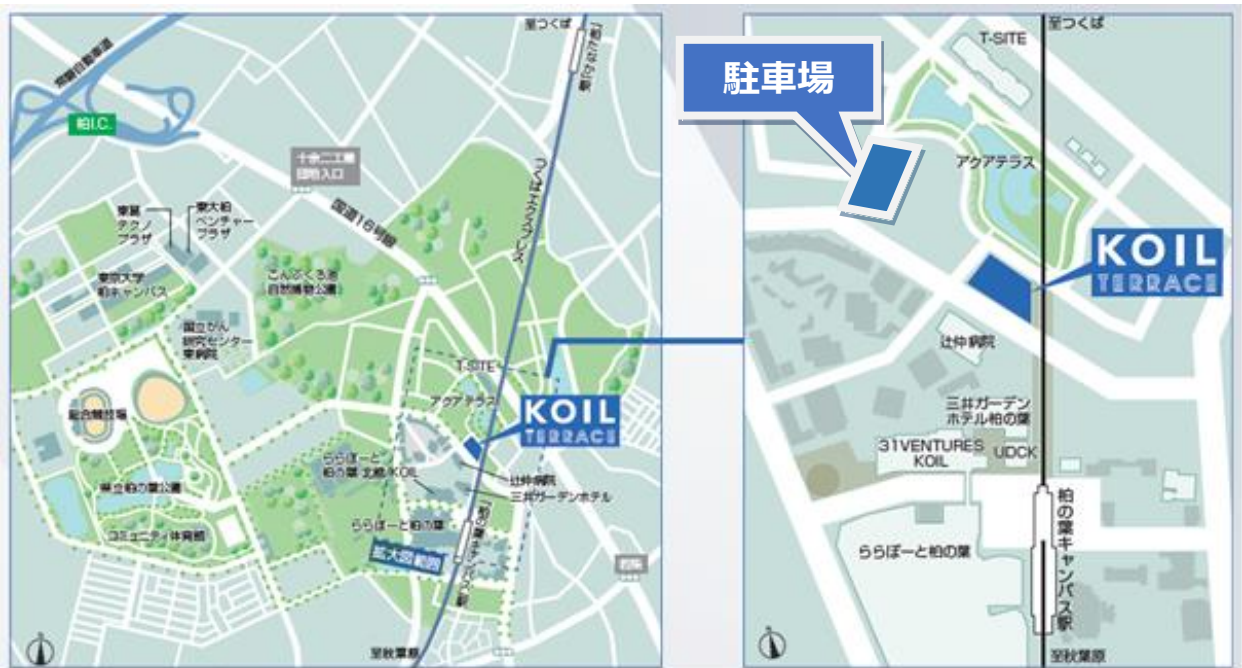 至つくば
駅(たなか)
常磐自動車道
柏I.C.
国道16号線
つくばエクスプレス
東葛
テクノ
プラザ
東大柏
ベンチャー
プラザ
東京大学
柏キャンパス
こんぶくろ池
自然博物公園
国立がん
研究センター
東病院
T-SITE
アクアテラス
KOIL
TERRACE
総合競技場
県立柏の葉公園
コミュニティ体育館
ららぽーと
柏の葉 北館/KOIL
辻仲病院
三井ガーデンホテル
ららぽーと柏の葉
拡大図範囲
柏の葉キャンパス駅
若柴
至秋葉原
至つくば
T-SITE
駐車場
アクアテラス
KOIL
TERRACE
辻仲病院
三井ガーデン
ホテル柏の葉
31VENTURES
KOIL
UDCK
柏の葉キャンパス駅
ららぽーと柏の葉
至秋葉原